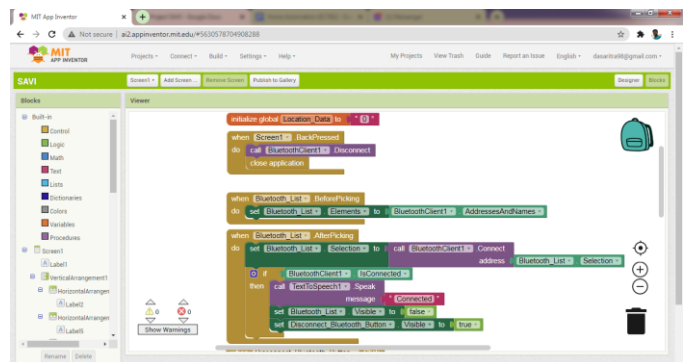 MIT App Inventor
Not secure | ai2.appinventor.mit.edu/#5630578704908288
MIT
APP INVENTOR
Projects
Connect
Build
Settings
Help
My Projects
View Trash
Guide
Report an Issue
English
SAVI
Screen1
Add Screen ...
Remove Screen
Publish to Gallery
Designer
Blocks
Blocks
Viewer
Built-in
Control
Logic
Math
Text
Lists
Dictionaries
Colors
Variables
Procedures
Screen1
Label1
VerticalArrangement1
HorizontalArrangen
Label2
HorizontalArrangen
Label5
Rename
Delete
initialize global Location_Data to " 0 "
when Screen1 . BackPressed
do call BluetoothClient1 . Disconnect
close application
when Bluetooth_List . BeforePicking
do set Bluetooth_List . Elements to BluetoothClient1 . AddressesAndNames
when Bluetooth_List . AfterPicking
do set Bluetooth_List . Selection to call BluetoothClient1 . Connect
address Bluetooth_List . Selection
if BluetoothClient1 . IsConnected
then call TextToSpeech1 . Speak
message " Connected "
set Bluetooth_List . Visible to false
set Disconnect_Bluetooth_Button . Visible to true
0
0
Show Warnings